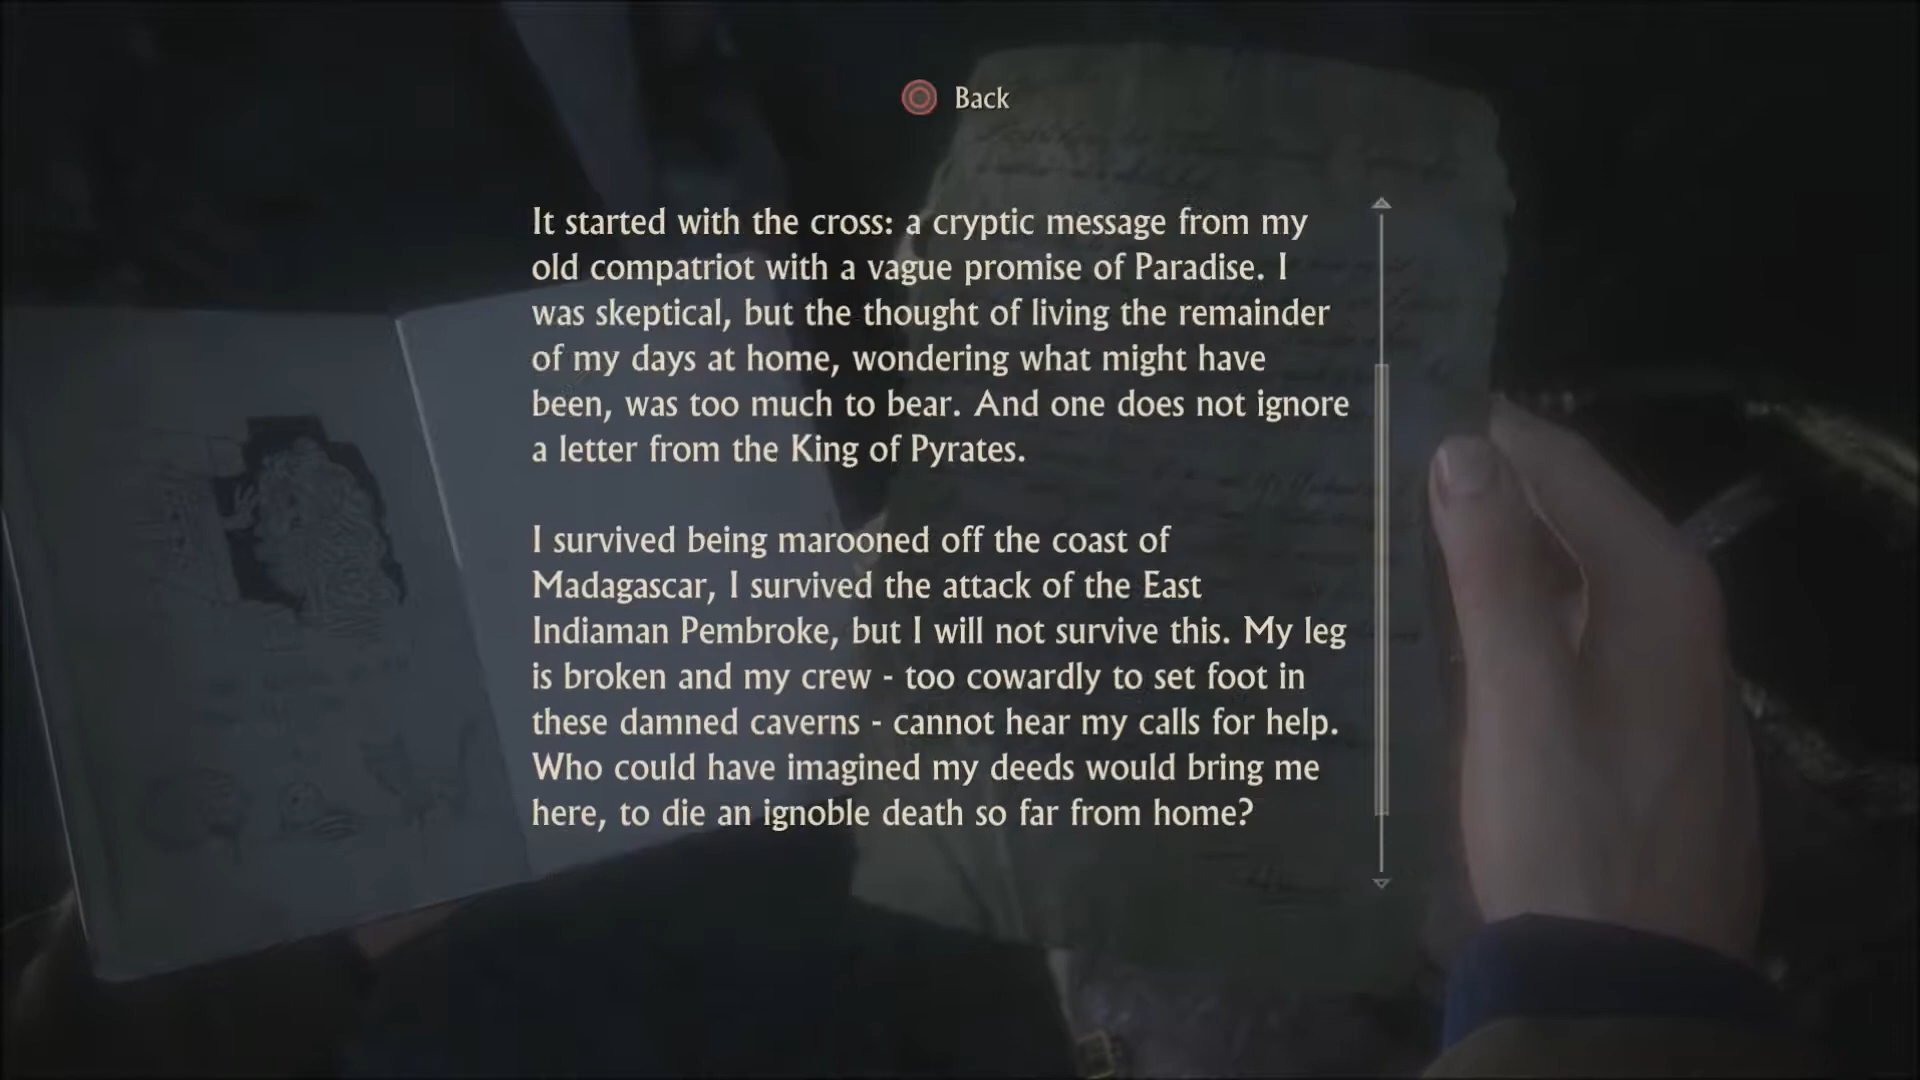 Back
It started with the cross: a cryptic message from my
old compatriot with a vague promise of Paradise. I
was skeptical, but the thought of living the remainder
of my days at home, wondering what might have
been, was too much to bear. And one does not ignore
a letter from the King of Pyrates.
I survived being marooned off the coast of
Madagascar, I survived the attack of the East
Indiaman Pembroke, but I will not survive this. My leg
is broken and my crew - too cowardly to set foot in
these damned caverns - cannot hear my calls for help.
Who could have imagined my deeds would bring me
here, to die an ignoble death so far from home?